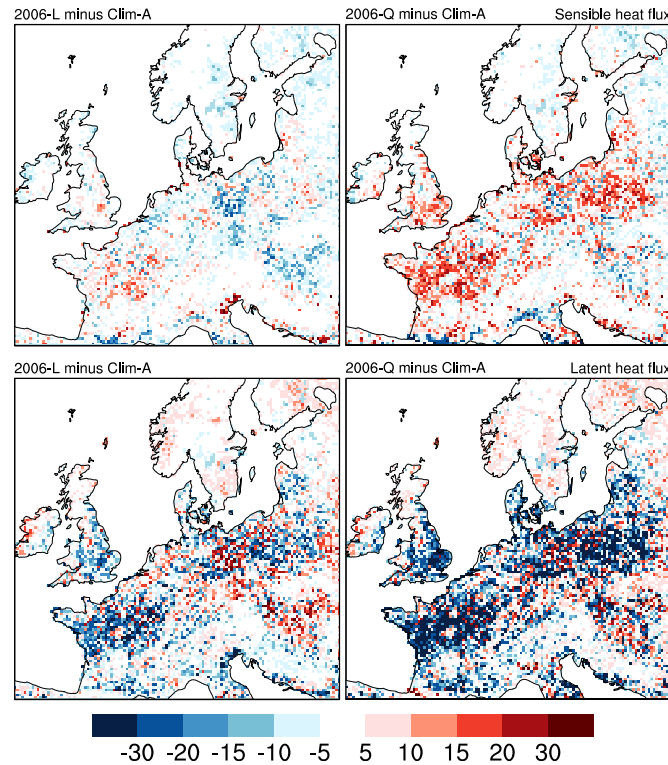 2006-L minus Clim-A
2006-Q minus Clim-A Sensible heat flux
2006-L minus Clim-A
2006-Q minus Clim-A Latent heat flux
-30 -20 -15 -10 -5 5 10 15 20 30